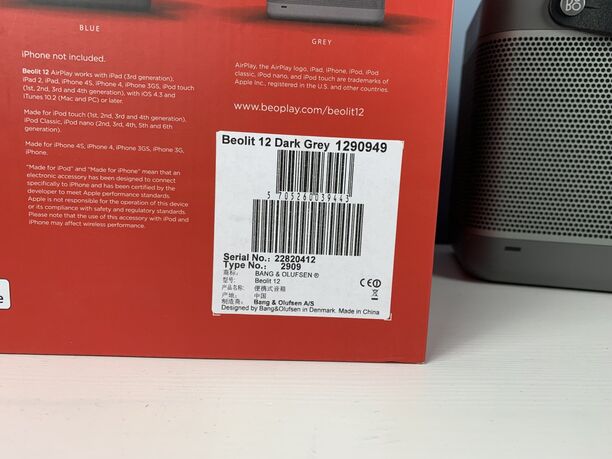 BLUE
GREY
iPhone not included.
Beolit 12 AirPlay works with iPad (3rd generation),
iPad 2, iPad, iPhone 4S, iPhone 4, iPhone 3GS, iPod touch
(1st, 2nd, 3rd and 4th generation), with iOS 4.3 and
iTunes 10.2 (Mac and PC) or later.
Made for iPod touch (1st, 2nd, 3rd and 4th generation),
iPod Classic, iPod nano (2nd, 3rd, 4th, 5th and 6th
generation).
Made for iPhone 4S, iPhone 4, iPhone 3GS, iPhone 3G,
iPhone.
"Made for iPod" and "Made for iPhone" mean that an
electronic accessory has been designed to connect
specifically to iPhone and has been certified by the
developer to meet Apple performance standards.
Apple is not responsible for the operation of this device
or its compliance with safety and regulatory standards.
Please note that the use of this accessory with iPod and
iPhone may affect wireless performance.
AirPlay, the AirPlay logo, iPad, iPhone, iPod, iPod
classic, iPod nano, and iPod touch are trademarks of
Apple Inc., registered in the U.S. and other countries.
www.beoplay.com/beolit12
Beolit 12 Dark Grey 1290949
5 705260 039443
Serial No.: 22820412
Type No.: 2909
商标: BANG & OLUFSEN ®
型号: Beolit 12
产品名称: 便携式音箱
产地: 中国
制造商: Bang & Olufsen A/S
Designed by Bang&Olufsen in Denmark. Made in China
CE